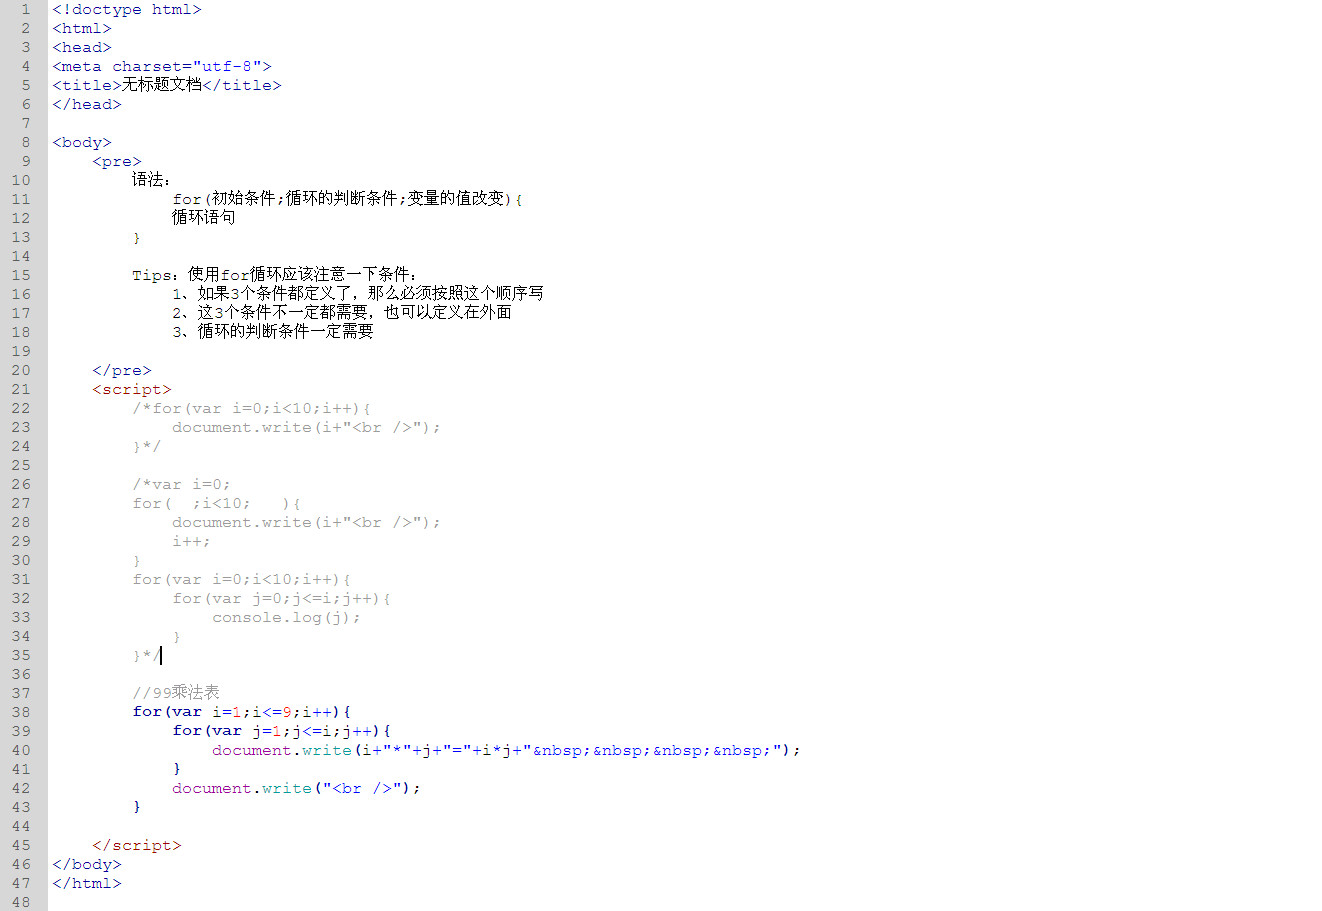 1 <!doctype html>
2 <html>
3 <head>
4 <meta charset="utf-8">
5 <title>无标题文档</title>
6 </head>
7
8 <body>
9     <pre>
10         语法：
11             for(初始条件;循环的判断条件;变量的值改变){
12             循环语句
13         }
14
15         Tips：使用for循环应该注意一下条件：
16             1、如果3个条件都定义了，那么必须按照这个顺序写
17             2、这3个条件不一定都需要，也可以定义在外面
18             3、循环的判断条件一定需要
19
20     </pre>
21     <script>
22         /*for(var i=0;i<10;i++){
23             document.write(i+"<br />");
24         }*/
25
26         /*var i=0;
27         for(  ;i<10;   ){
28             document.write(i+"<br />");
29             i++;
30         }
31         for(var i=0;i<10;i++){
32             for(var j=0;j<=i;j++){
33                 console.log(j);
34             }
35         }*/
36
37         //99乘法表
38         for(var i=1;i<=9;i++){
39             for(var j=1;j<=i;j++){
40                 document.write(i+"*"+j+"="+i*j+"&nbsp;&nbsp;&nbsp;&nbsp;");
41             }
42             document.write("<br />");
43         }
44
45     </script>
46 </body>
47 </html>
48